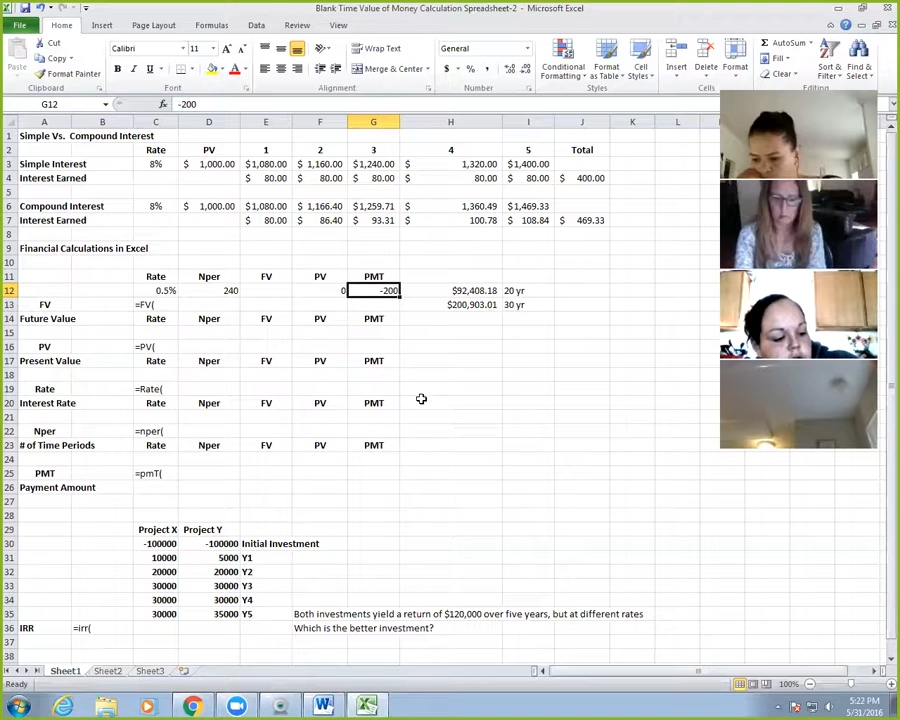 Blank Time Value of Money Calculation Spreadsheet-2 - Microsoft Excel
File Home Insert Page Layout Formulas Data Review View
Cut Calibri 11 Wrap Text General AutoSum
Copy Fill
Paste Format Painter B I U Merge & Center $ % , Conditional Formatting Format as Table Cell Styles Insert Delete Format Clear Sort & Filter Find & Select
Clipboard Font Alignment Number Styles Cells Editing
G12 fx -200
A B C D E F G H I J K L
1 Simple Vs. Compound Interest
2 Rate PV 1 2 3 4 5 Total
3 Simple Interest 8% $ 1,000.00 $1,080.00 $ 1,160.00 $1,240.00 $ 1,320.00 $1,400.00
4 Interest Earned $ 80.00 $ 80.00 $ 80.00 $ 80.00 $ 80.00 $ 400.00
5
6 Compound Interest 8% $ 1,000.00 $1,080.00 $ 1,166.40 $1,259.71 $ 1,360.49 $1,469.33
7 Interest Earned $ 80.00 $ 86.40 $ 93.31 $ 100.78 $ 108.84 $ 469.33
8
9 Financial Calculations in Excel
10
11 Rate Nper FV PV PMT
12 0.5% 240 0 -200 $92,408.18 20 yr
13 FV =FV( $200,903.01 30 yr
14 Future Value Rate Nper FV PV PMT
15
16 PV =PV(
17 Present Value Rate Nper FV PV PMT
18
19 Rate =Rate(
20 Interest Rate Rate Nper FV PV PMT
21
22 Nper =nper(
23 # of Time Periods Rate Nper FV PV PMT
24
25 PMT =pmT(
26 Payment Amount
27
28
29 Project X Project Y
30 -100000 -100000 Initial Investment
31 10000 5000 Y1
32 20000 20000 Y2
33 30000 30000 Y3
34 30000 30000 Y4
35 30000 35000 Y5 Both investments yield a return of $120,000 over five years, but at different rates
36 IRR =irr( Which is the better investment?
37
38
Sheet1 Sheet2 Sheet3
Ready 100%
5:22 PM
5/31/2016